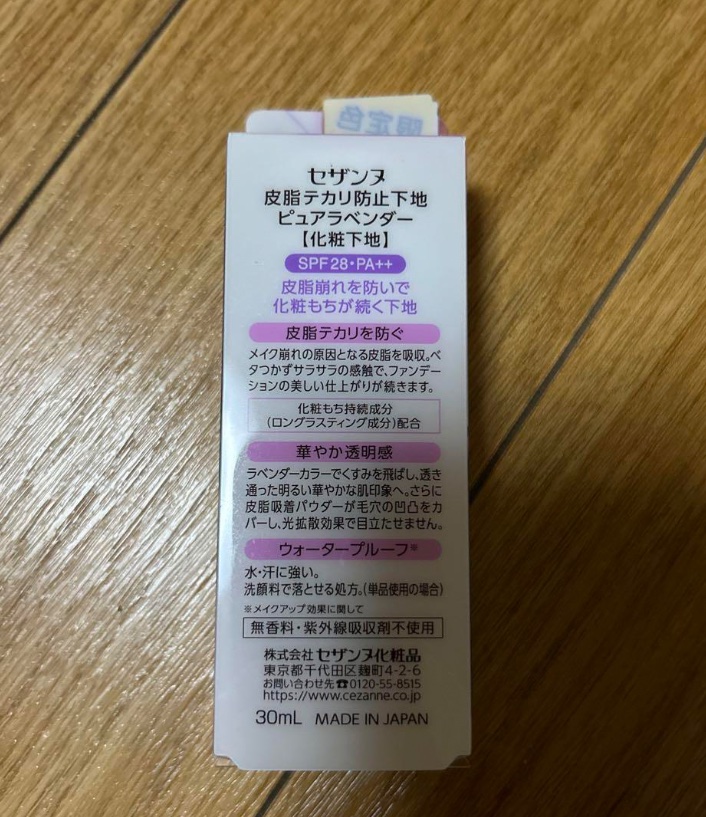 限定色
セザンヌ
皮脂テカリ防止下地
ピュアラベンダー
【化粧下地】
SPF28・PA++
皮脂崩れを防いで
化粧もちが続く下地
皮脂テカリを防ぐ
メイク崩れの原因となる皮脂を吸収。ベ
タつかずサラサラの感触で、ファンデー
ションの美しい仕上がりが続きます。
化粧もち持続成分
(ロングラスティング成分)配合
華やか透明感
ラベンダーカラーでくすみを飛ばし、透き
通った明るい華やかな肌印象へ。さらに
皮脂吸着パウダーが毛穴の凹凸をカ
バーし、光拡散効果で目立たせません。
ウォータープルーフ※
水・汗に強い。
洗顔料で落とせる処方。(単品使用の場合)
※メイクアップ効果に関して
無香料・紫外線吸収剤不使用
株式会社 セザンヌ化粧品
東京都千代田区麹町4-2-6
お問い合わせ先☎0120-55-8515
https://www.cezanne.co.jp
30mL MADE IN JAPAN